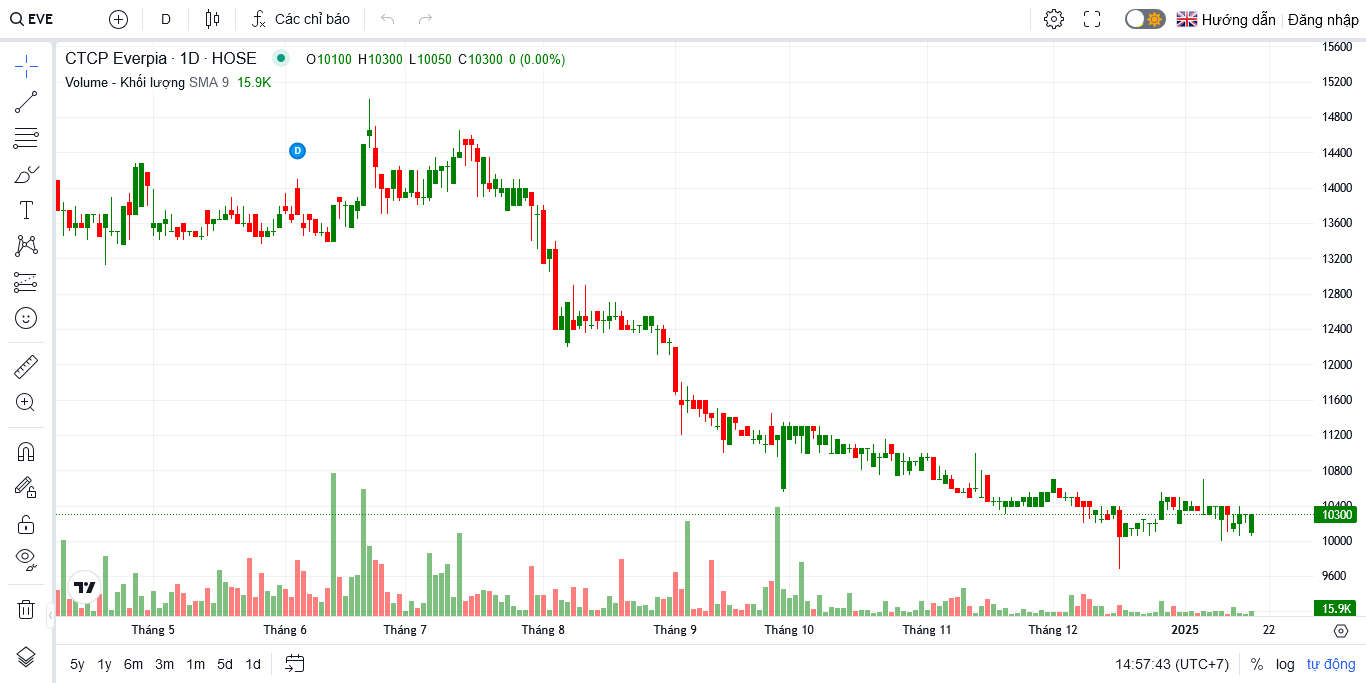 EVE D Các chỉ báo Hướng dẫn Đăng nhập
CTCP Everpia · 1D · HOSE O10100 H10300 L10050 C10300 0 (0.00%)
Volume - Khối lượng SMA 9 15.9K
D
15600
15200
14800
14400
14000
13600
13200
12800
12400
12000
11600
11200
10800
10400
10300
10000
9600
15.9K
Tháng 5 Tháng 6 Tháng 7 Tháng 8 Tháng 9 Tháng 10 Tháng 11 Tháng 12 2025 22
5y 1y 6m 3m 1m 5d 1d 14:57:43 (UTC+7) % log tự động